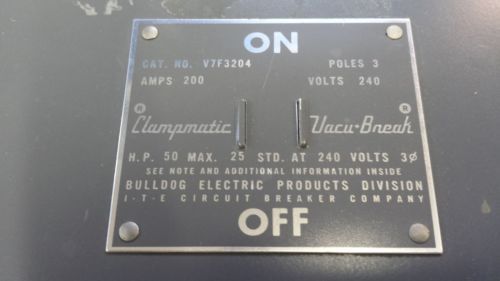 ON
CAT. NO. V7F3204 POLES 3
AMPS 200 VOLTS 240
® ®
Clampmatic Vacu-Break
H.P. 50 MAX. 25 STD. AT 240 VOLTS 3ø
SEE NOTE AND ADDITIONAL INFORMATION INSIDE
BULLDOG ELECTRIC PRODUCTS DIVISION
I-T-E CIRCUIT BREAKER COMPANY
OFF